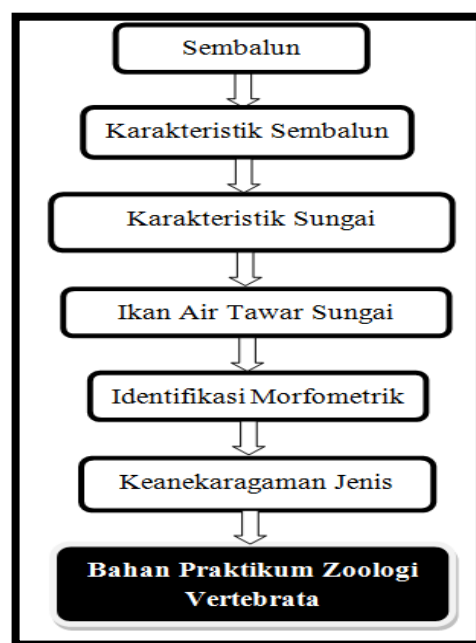 Sembalun
Karakteristik Sembalun
Karakteristik Sungai
Ikan Air Tawar Sungai
Identifikasi Morfometrik
Keanekaragaman Jenis
Bahan Praktikum Zoologi
Vertebrata